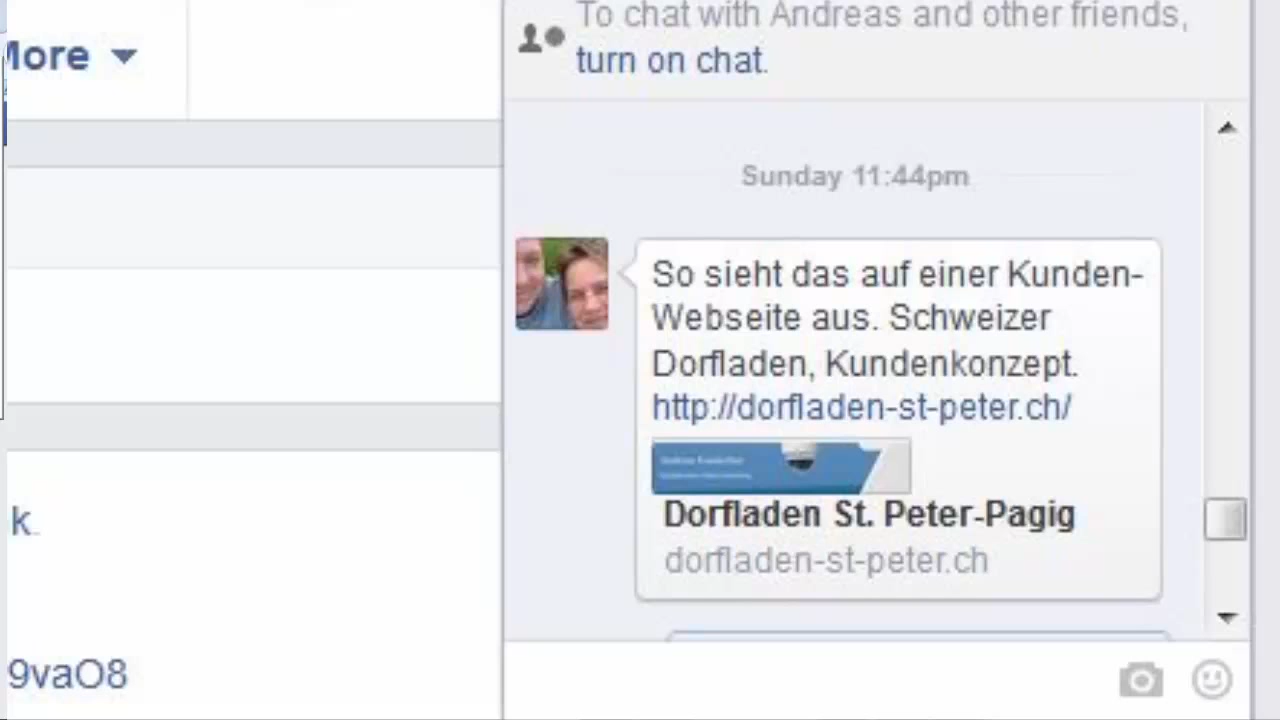 More
To chat with Andreas and other friends,
turn on chat.
Sunday 11:44pm
So sieht das auf einer Kunden-
Webseite aus. Schweizer
Dorfladen, Kundenkonzept.
http://dorfladen-st-peter.ch/
Dorfladen St. Peter-Pagig
dorfladen-st-peter.ch
k
9vaO8